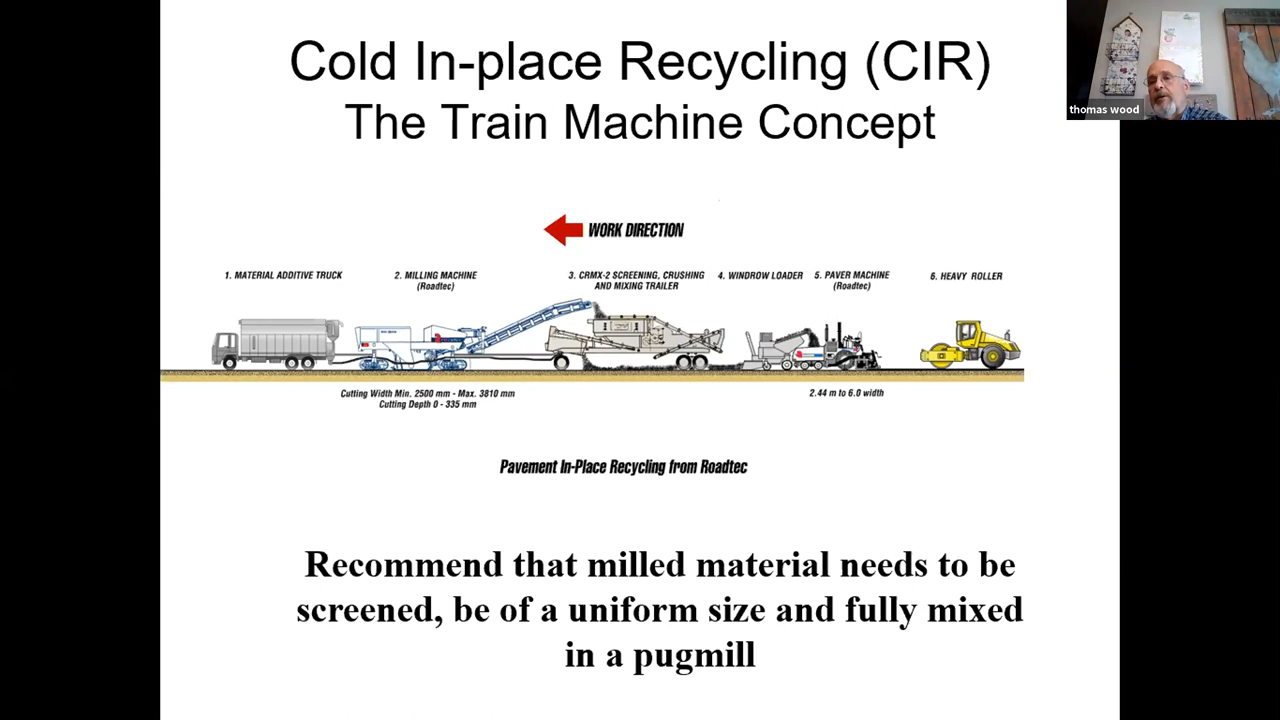 Cold In-place Recycling (CIR)
The Train Machine Concept
thomas wood
WORK DIRECTION
1. MATERIAL ADDITIVE TRUCK
2. MILLING MACHINE
(Roadtec)
3. CRMX-2 SCREENING, CRUSHING
AND MIXING TRAILER
4. WINDROW LOADER
5. PAVER MACHINE
(Roadtec)
6. HEAVY ROLLER
Cutting Width Min. 2500 mm - Max. 3810 mm
Cutting Depth 0 - 335 mm
2.44 m to 6.0 width
Pavement In-Place Recycling from Roadtec
Recommend that milled material needs to be
screened, be of a uniform size and fully mixed
in a pugmill